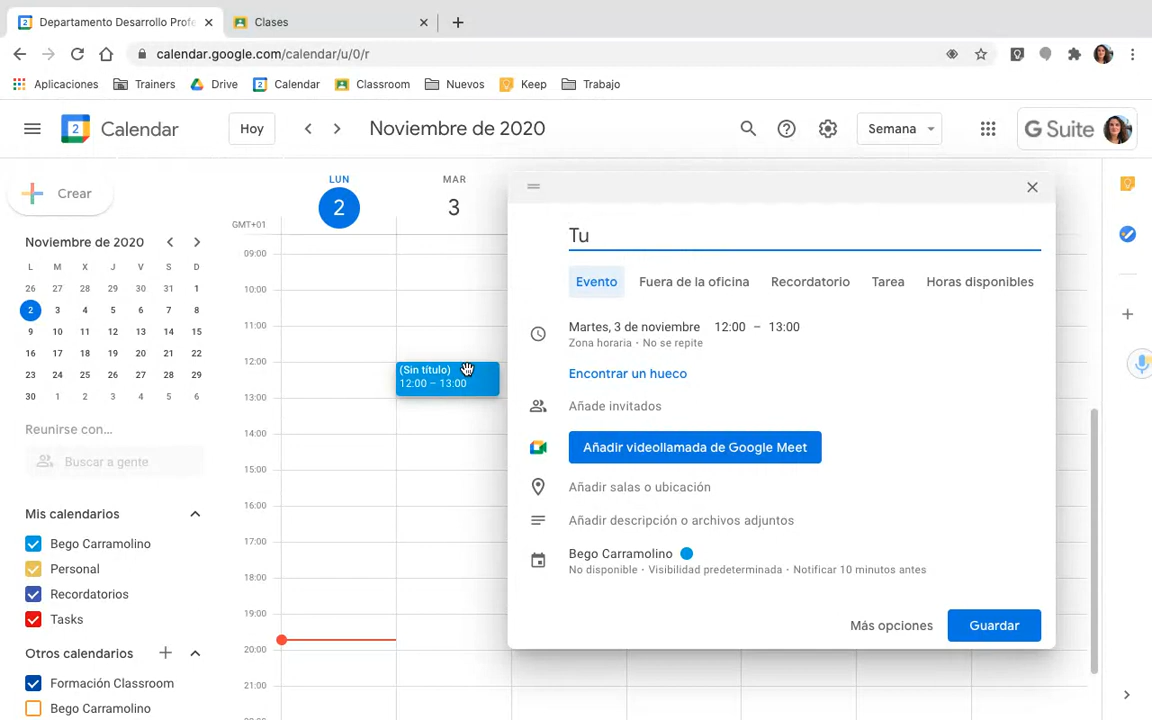 Departamento Desarrollo Profe
Clases
calendar.google.com/calendar/u/0/r
Aplicaciones Trainers Drive Calendar Classroom Nuevos Keep Trabajo
2 Calendar Hoy Noviembre de 2020 Semana G Suite
Crear
Noviembre de 2020
L M X J V S D
26 27 28 29 30 31 1
2 3 4 5 6 7 8
9 10 11 12 13 14 15
16 17 18 19 20 21 22
23 24 25 26 27 28 29
30 1 2 3 4 5 6
Reunirse con...
Buscar a gente
Mis calendarios
Bego Carramolino
Personal
Recordatorios
Tasks
Otros calendarios
Formación Classroom
Bego Carramolino
LUN MAR
2 3
GMT+01
09:00
10:00
11:00
12:00
13:00
14:00
15:00
16:00
17:00
18:00
19:00
20:00
21:00
(Sin título)
12:00 – 13:00
Tu
Evento Fuera de la oficina Recordatorio Tarea Horas disponibles
Martes, 3 de noviembre 12:00 – 13:00
Zona horaria · No se repite
Encontrar un hueco
Añade invitados
Añadir videollamada de Google Meet
Añadir salas o ubicación
Añadir descripción o archivos adjuntos
Bego Carramolino
No disponible · Visibilidad predeterminada · Notificar 10 minutos antes
Más opciones Guardar